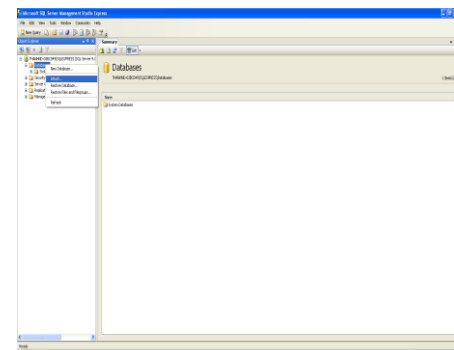 Microsoft SQL Server Management Studio Express
File Edit View Tools Window Community Help
New Query
Object Explorer
Summary
New Database...
Attach...
Restore Database...
Restore Files and Filegroups...
Refresh
Security
Databases
Name
System Databases
Ready